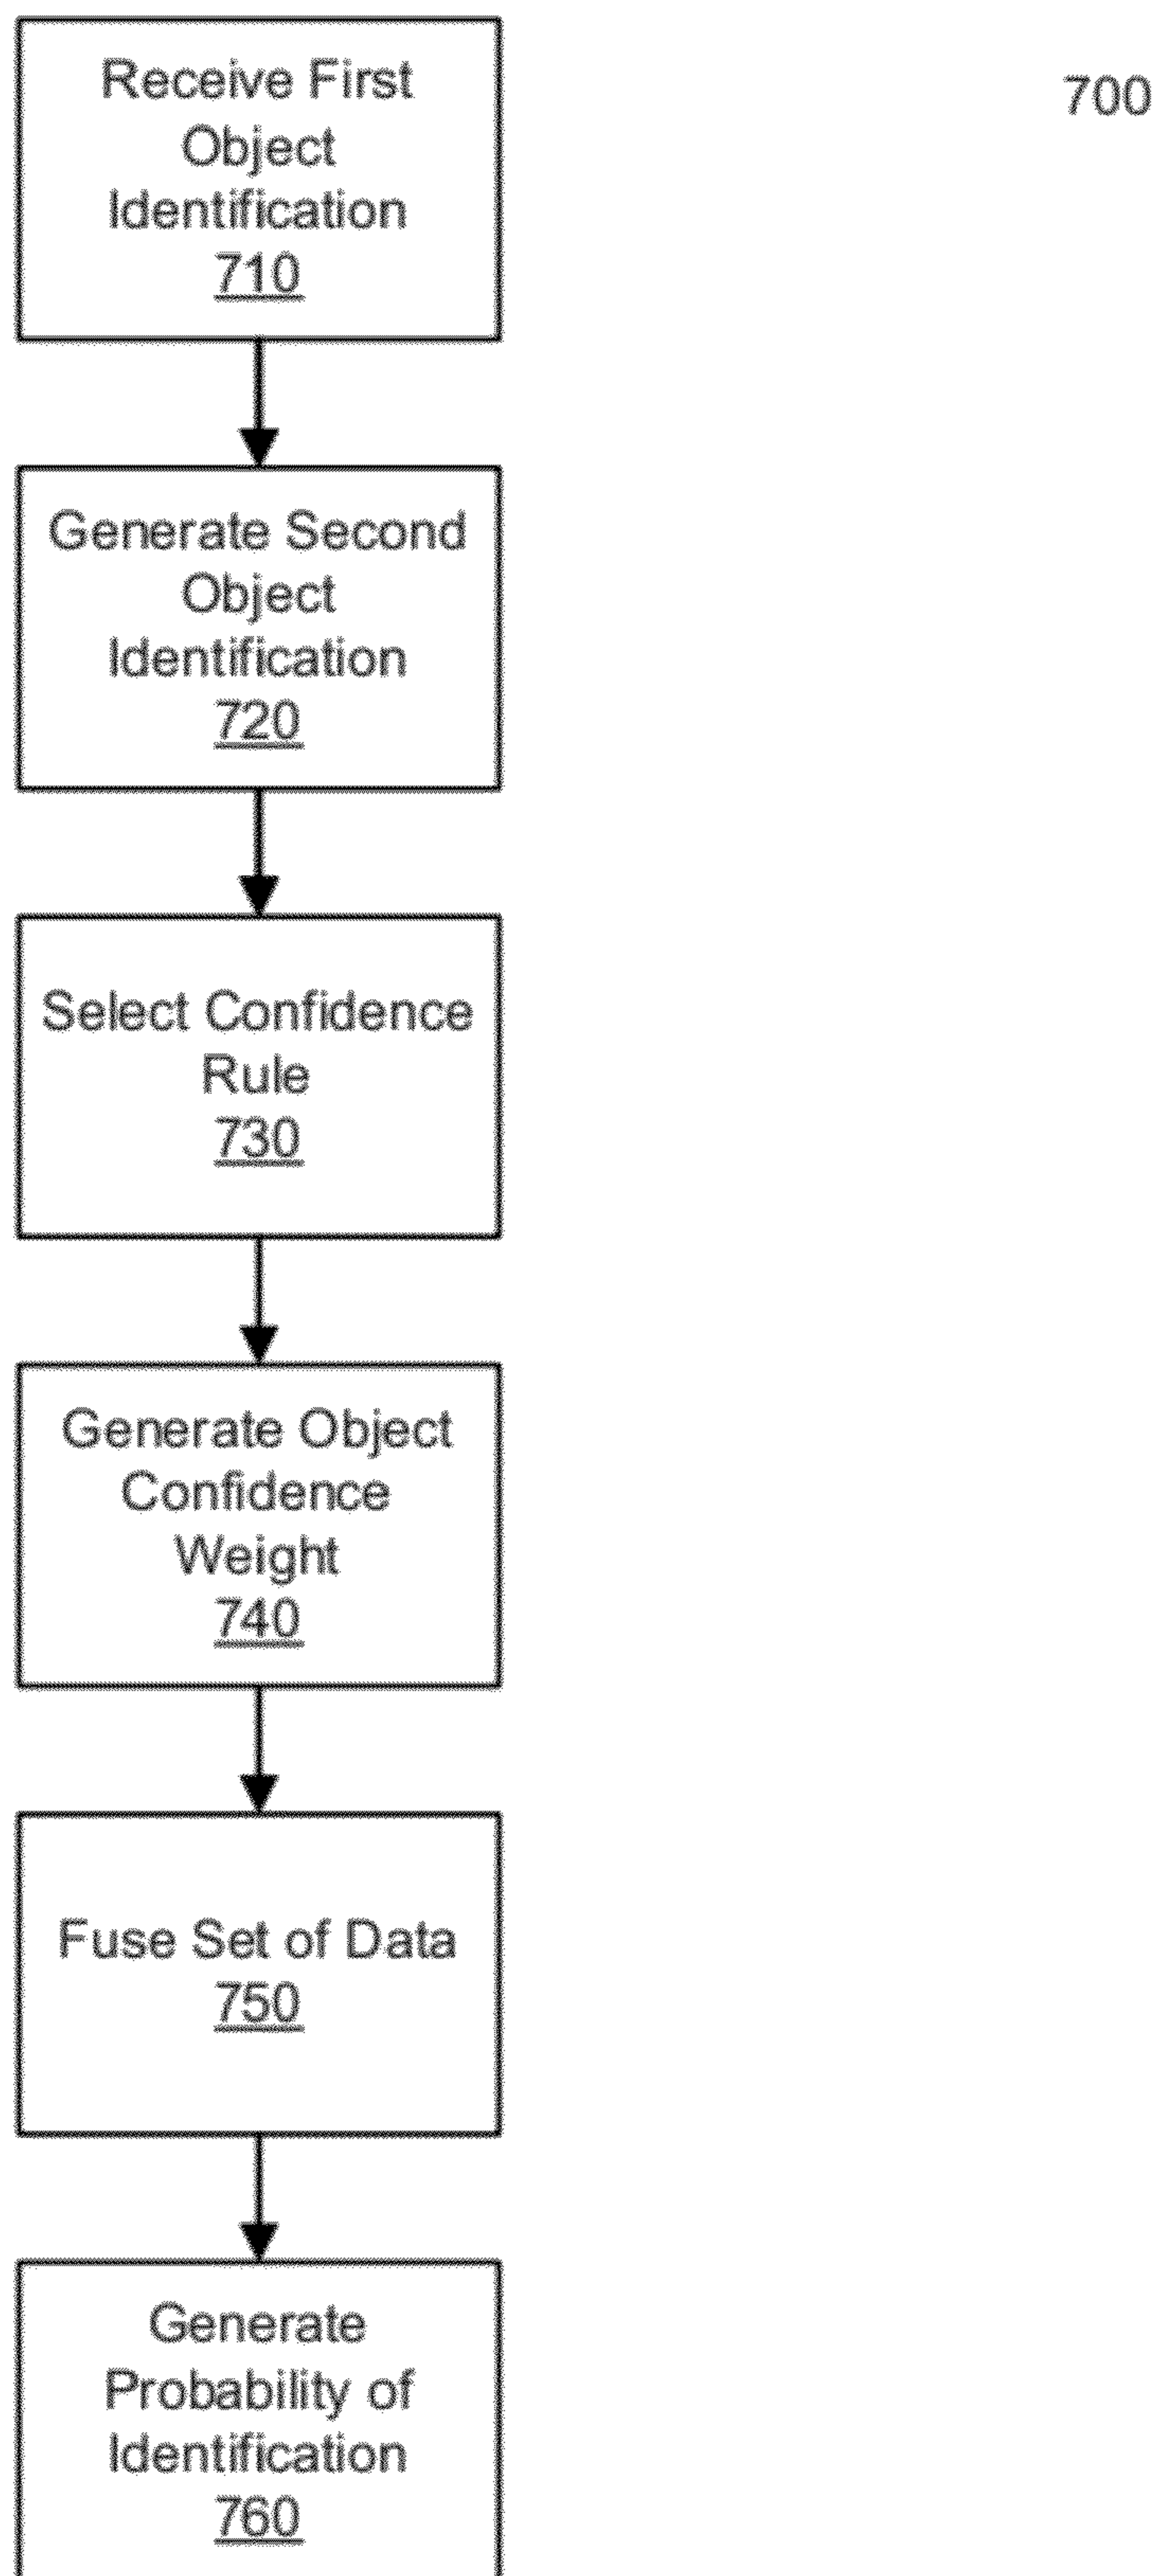 Receive First
Object
Identification
710
700
Generate Second
Object
Identification
720
Select Confidence
Rule
730
Generate Object
Confidence
Weight
740
Fuse Set of Data
750
Generate
Probability of
Identification
760